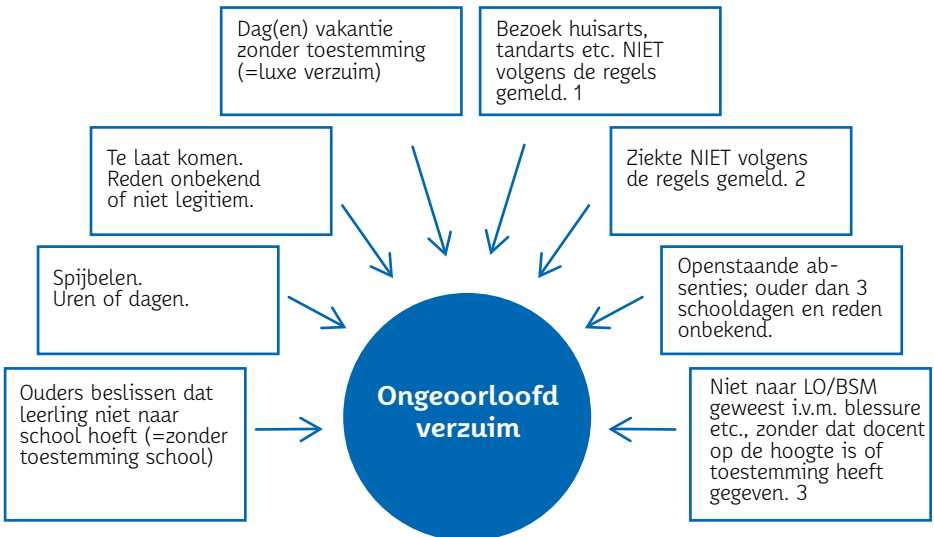 Dag(en) vakantie
zonder toestemming
(=luxe verzuim)
Bezoek huisarts,
tandarts etc. NIET
volgens de regels
gemeld. 1
Te laat komen.
Reden onbekend
of niet legitiem.
Ziekte NIET volgens
de regels gemeld. 2
Spijbelen.
Uren of dagen.
Openstaande ab-
senties; ouder dan 3
schooldagen en reden
onbekend.
Ouders beslissen dat
leerling niet naar
school hoeft (=zonder
toestemming school)
Ongeoorloofd
verzuim
Niet naar LO/BSM
geweest i.v.m. blessure
etc., zonder dat docent
op de hoogte is of
toestemming heeft
gegeven. 3